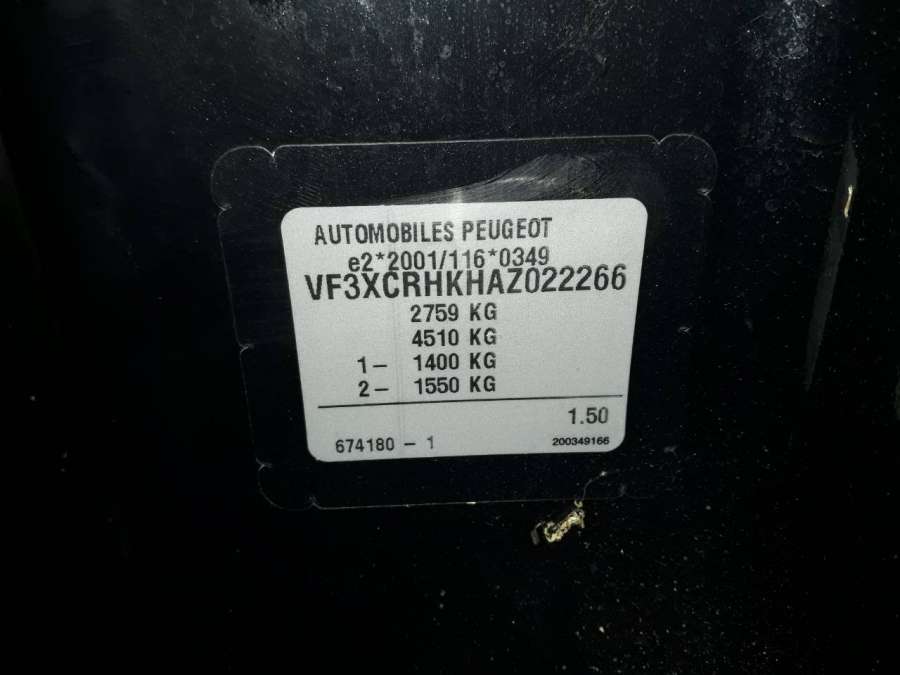 AUTOMOBILES PEUGEOT
e2*2001/116*0349
VF3XCRHKHAZ022266
2759 KG
4510 KG
1– 1400 KG
2– 1550 KG
1.50
674180 – 1
200349166